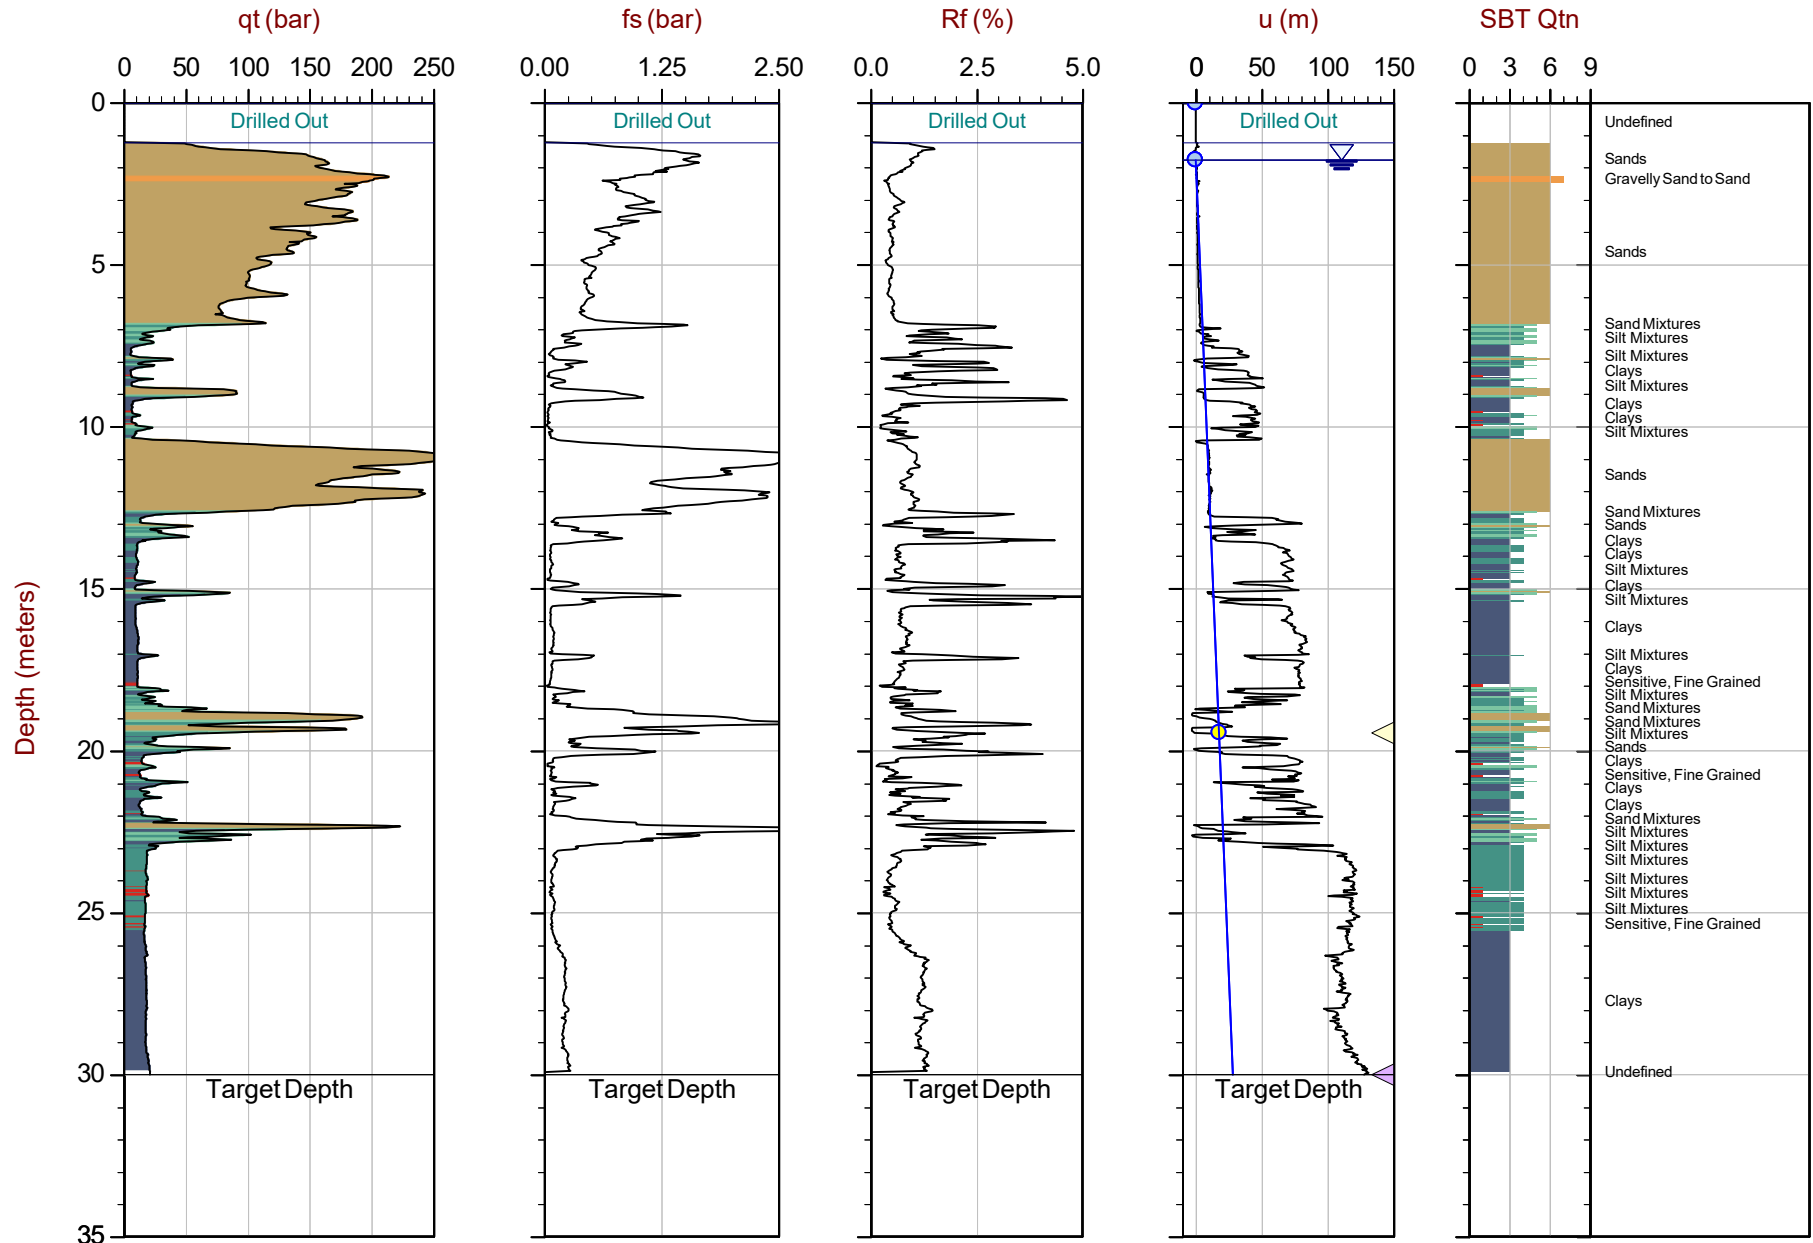 qt (bar) fs (bar) Rf (%) u (m) SBT Qtn
0 50 100 150 200 250 0.00 1.25 2.50 0.0 2.5 5.0 0 50 100 150 0 3 6 9
0
Drilled Out Drilled Out Drilled Out Drilled Out
Undefined
Sands
Gravelly Sand to Sand
Sands
5
Sand Mixtures
Silt Mixtures
Silt Mixtures
Clays
Silt Mixtures
Clays
Clays
10
Silt Mixtures
Sands
Sand Mixtures
Sands
Clays
Clays
Silt Mixtures
Clays
15
Silt Mixtures
Clays
Silt Mixtures
Clays
Sensitive, Fine Grained
Silt Mixtures
Sand Mixtures
Sand Mixtures
Silt Mixtures
Sands
20
Clays
Sensitive, Fine Grained
Clays
Clays
Sand Mixtures
Silt Mixtures
Silt Mixtures
Silt Mixtures
Silt Mixtures
Silt Mixtures
Silt Mixtures
25
Sensitive, Fine Grained
Clays
Undefined
30
Target Depth Target Depth Target Depth Target Depth
35
Depth (meters)